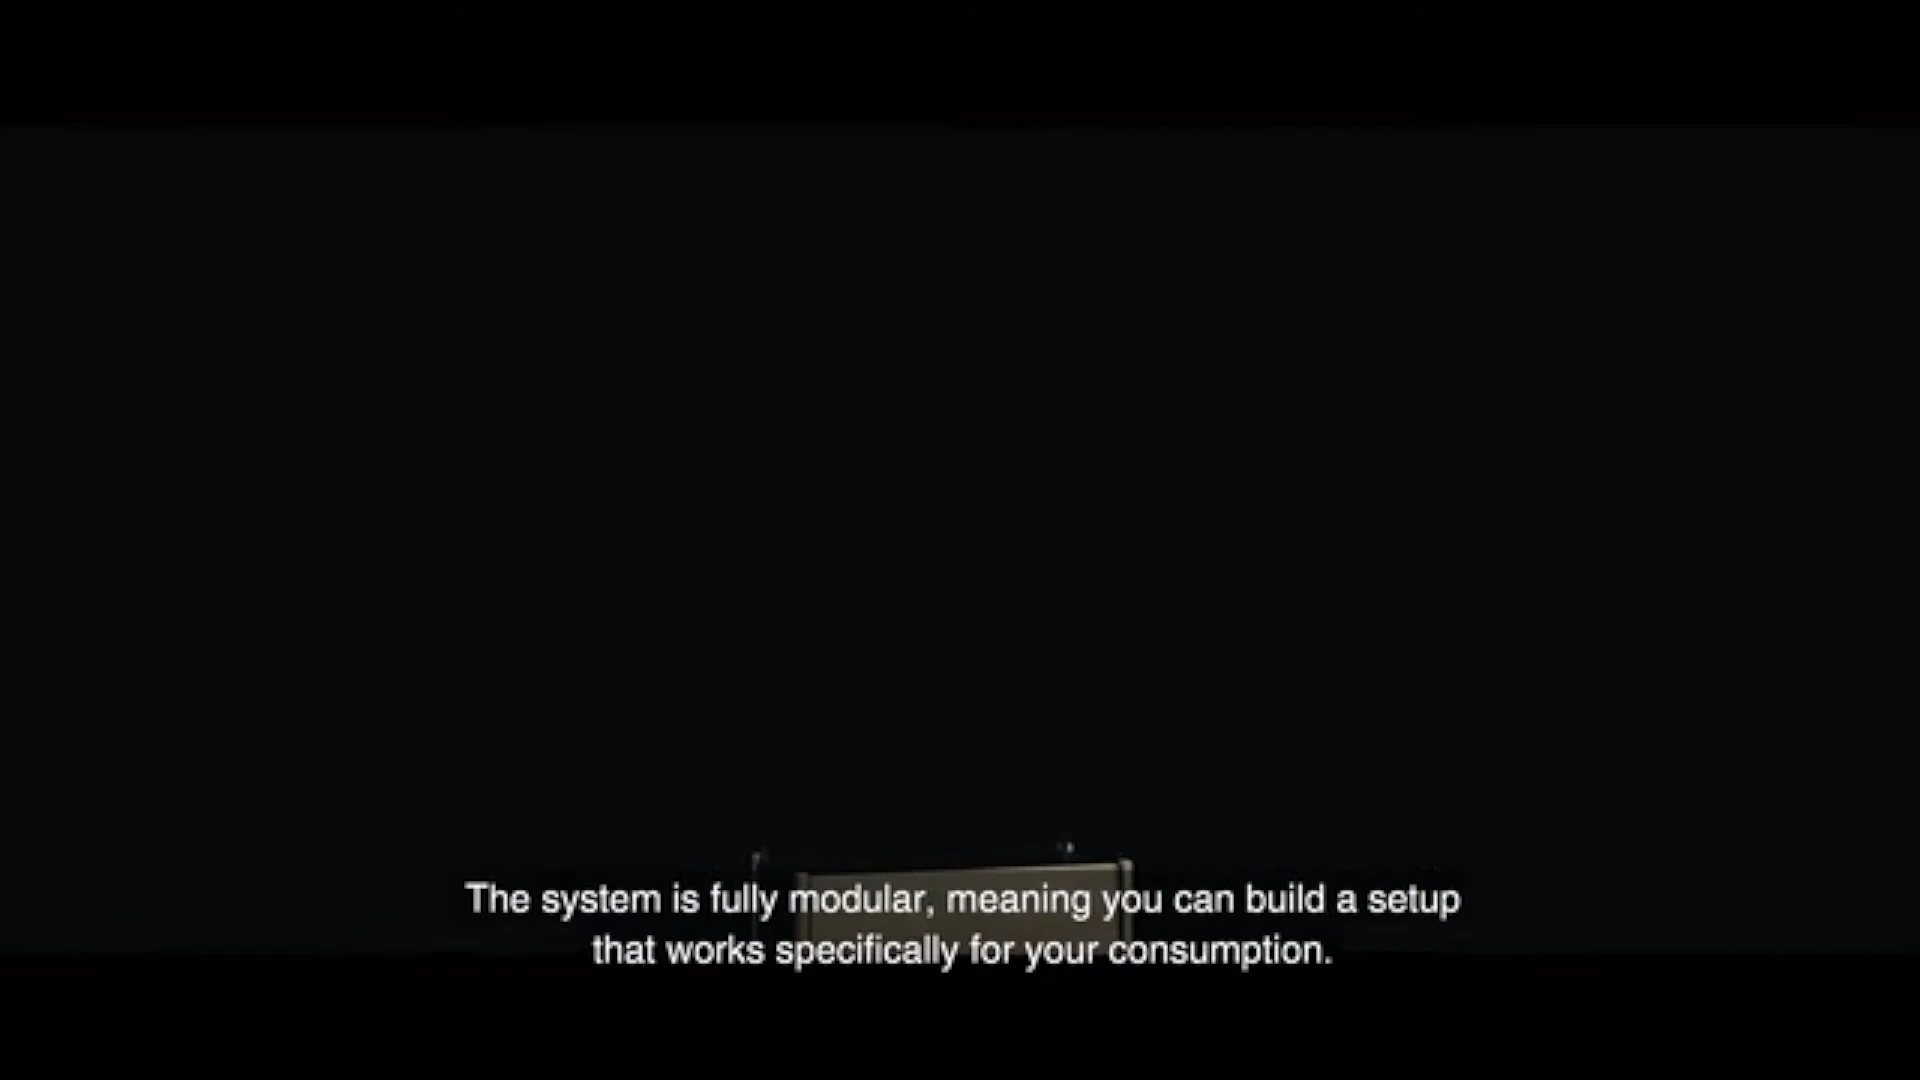 The system is fully modular, meaning you can build a setup
that works specifically for your consumption.